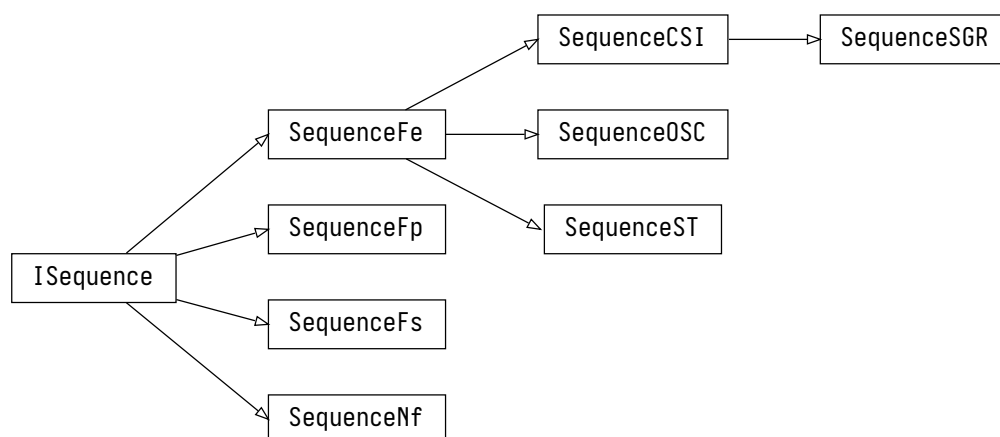 SequenceCSI
SequenceSGR
SequenceFe
SequenceOSC
SequenceFp
SequenceST
ISequence
SequenceFs
SequenceNf